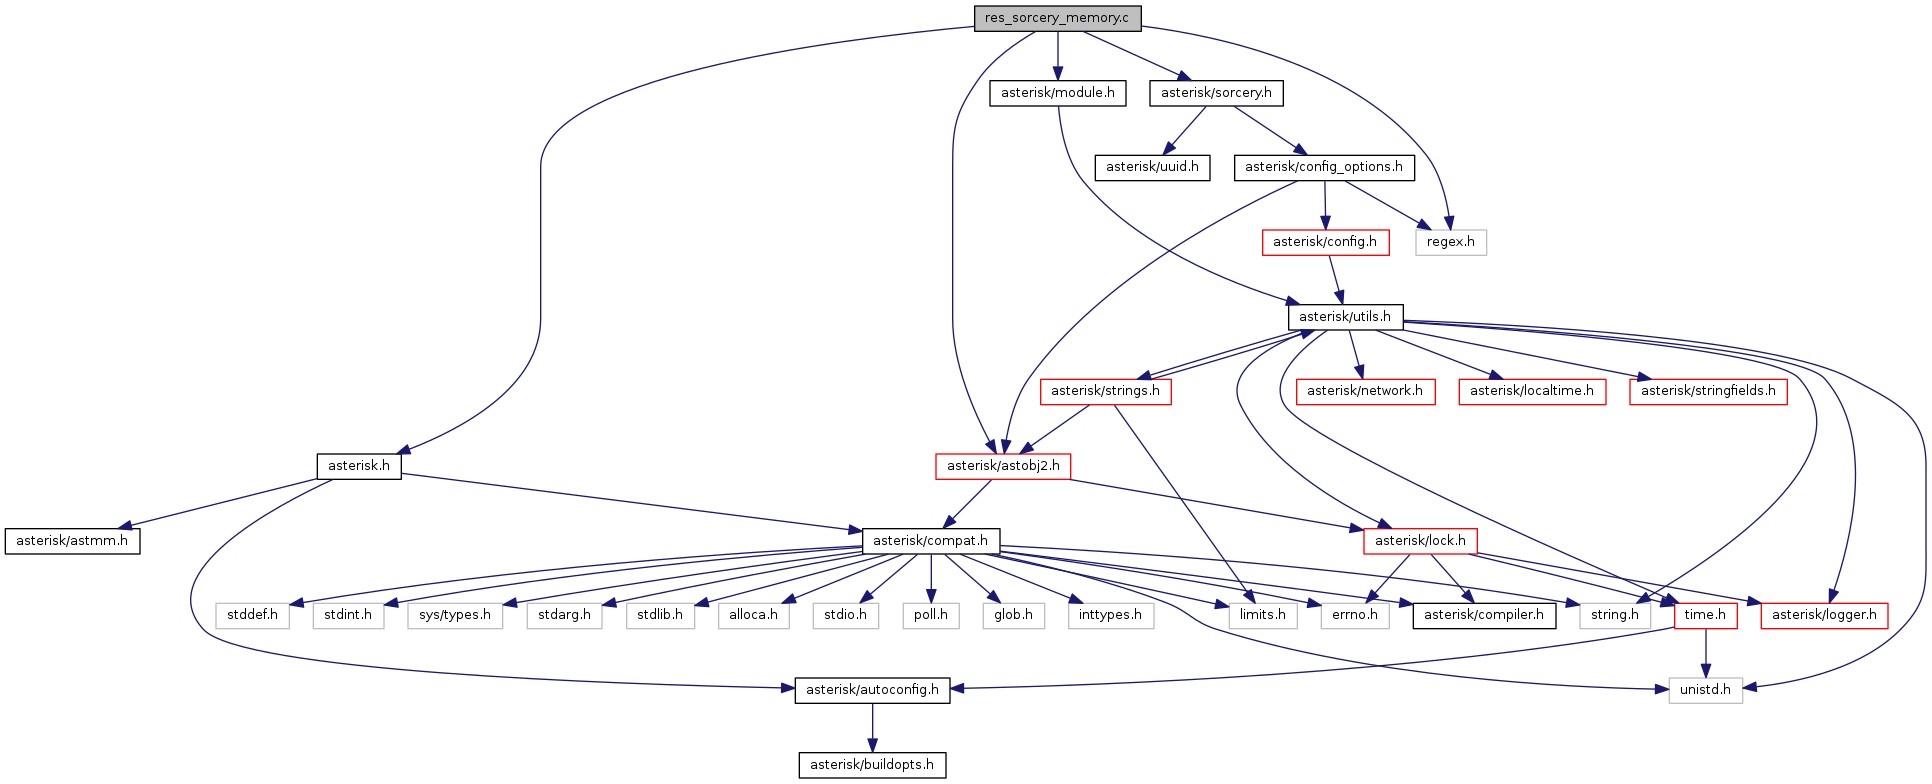 res_sorcery_memory.c
asterisk/module.h
asterisk/sorcery.h
asterisk/uuid.h
asterisk/config_options.h
asterisk/config.h
regex.h
asterisk/utils.h
asterisk/strings.h
asterisk/network.h
asterisk/localtime.h
asterisk/stringfields.h
asterisk.h
asterisk/astobj2.h
asterisk/astmm.h
asterisk/compat.h
asterisk/lock.h
stddef.h
stdint.h
sys/types.h
stdarg.h
stdlib.h
alloca.h
stdio.h
poll.h
glob.h
inttypes.h
limits.h
errno.h
asterisk/compiler.h
string.h
time.h
asterisk/logger.h
asterisk/autoconfig.h
unistd.h
asterisk/buildopts.h